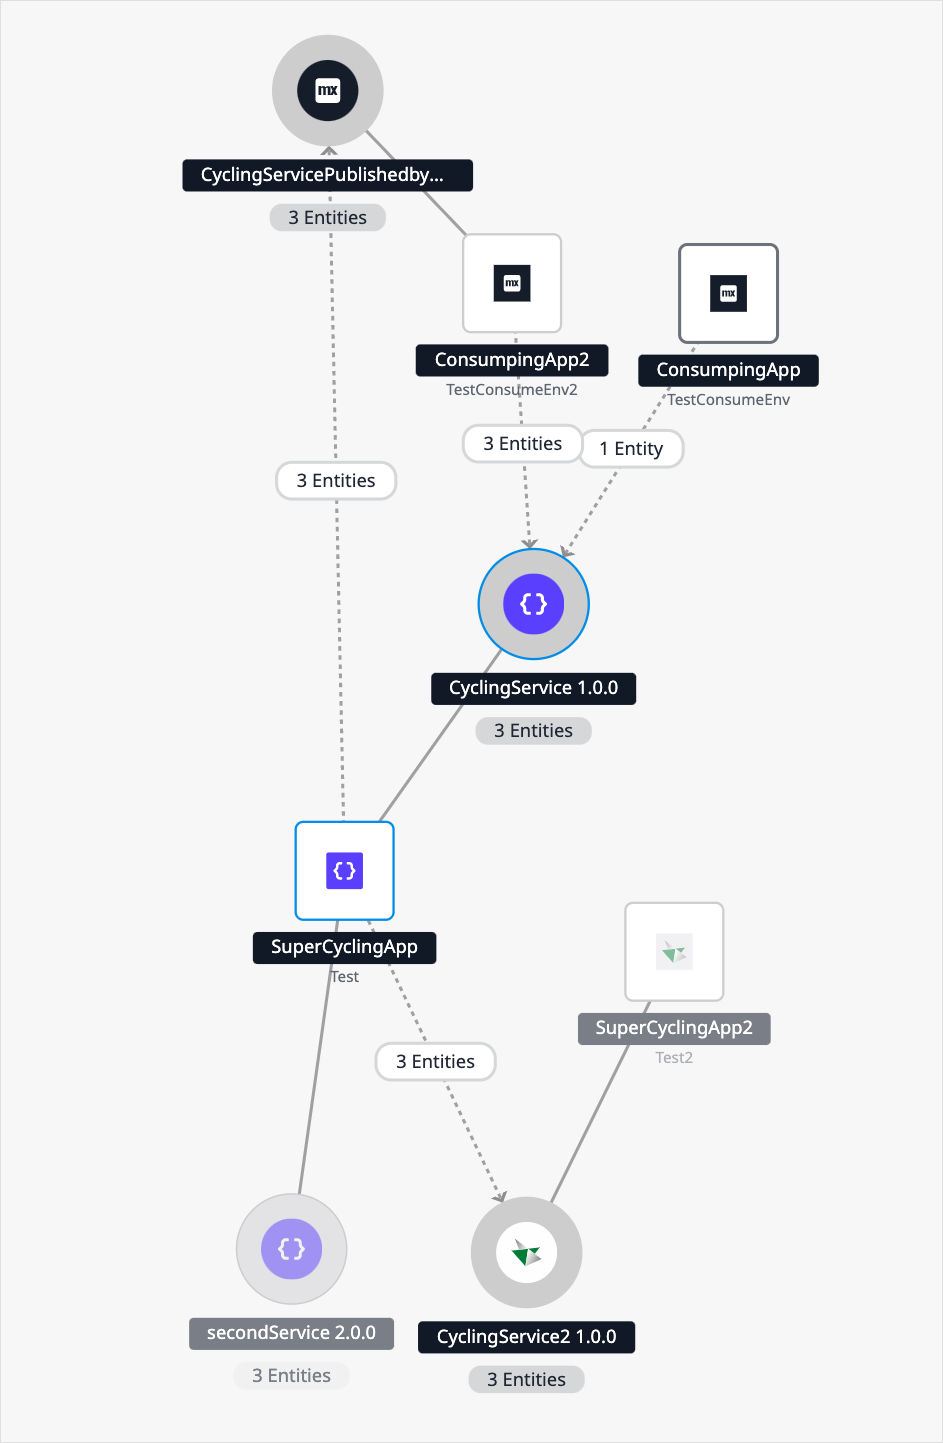 mx
CyclingServicePublishedby...
3 Entities
mx
mx
ConsumpingApp2
TestConsumeEnv2
ConsumpingApp
TestConsumeEnv
3 Entities
1 Entity
3 Entities
{}
CyclingService 1.0.0
3 Entities
{}
SuperCyclingApp
Test
SuperCyclingApp2
Test2
3 Entities
{}
secondService 2.0.0
3 Entities
CyclingService2 1.0.0
3 Entities